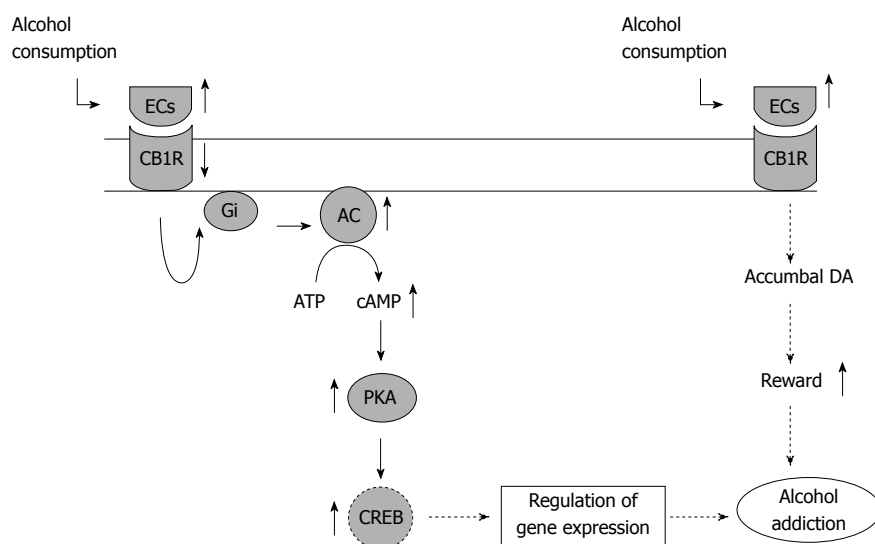 Alcohol
consumption
Alcohol
consumption
ECs
ECs
CB1R
CB1R
Gi
AC
ATP
cAMP
Accumbal DA
PKA
Reward
CREB
Regulation of
gene expression
Alcohol
addiction